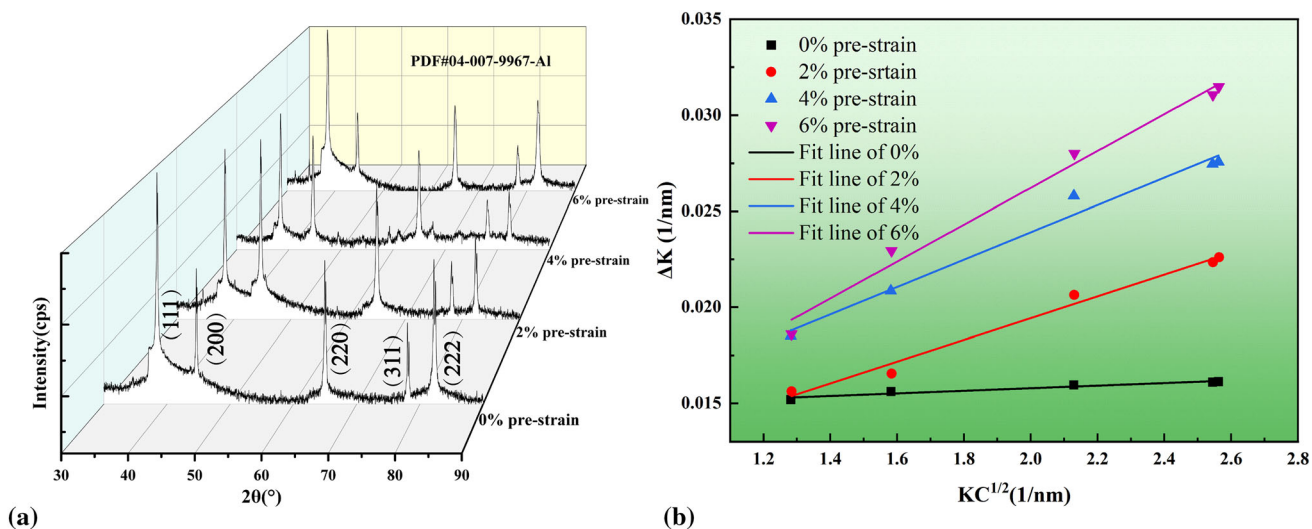 PDF#04-007-9967-Al
6% pre-strain
4% pre-strain
2% pre-strain
0% pre-strain
(111)
(200)
(220)
(311)
(222)
Intensity(cps)
30 40 50 60 70 80 90
2θ(°)
(a)
0.035
0.030
0.025
0.020
0.015
ΔK (1/nm)
0% pre-strain
2% pre-srtain
4% pre-strain
6% pre-strain
Fit line of 0%
Fit line of 2%
Fit line of 4%
Fit line of 6%
1.2 1.4 1.6 1.8 2.0 2.2 2.4 2.6 2.8
KC^{1/2}(1/nm)
(b)